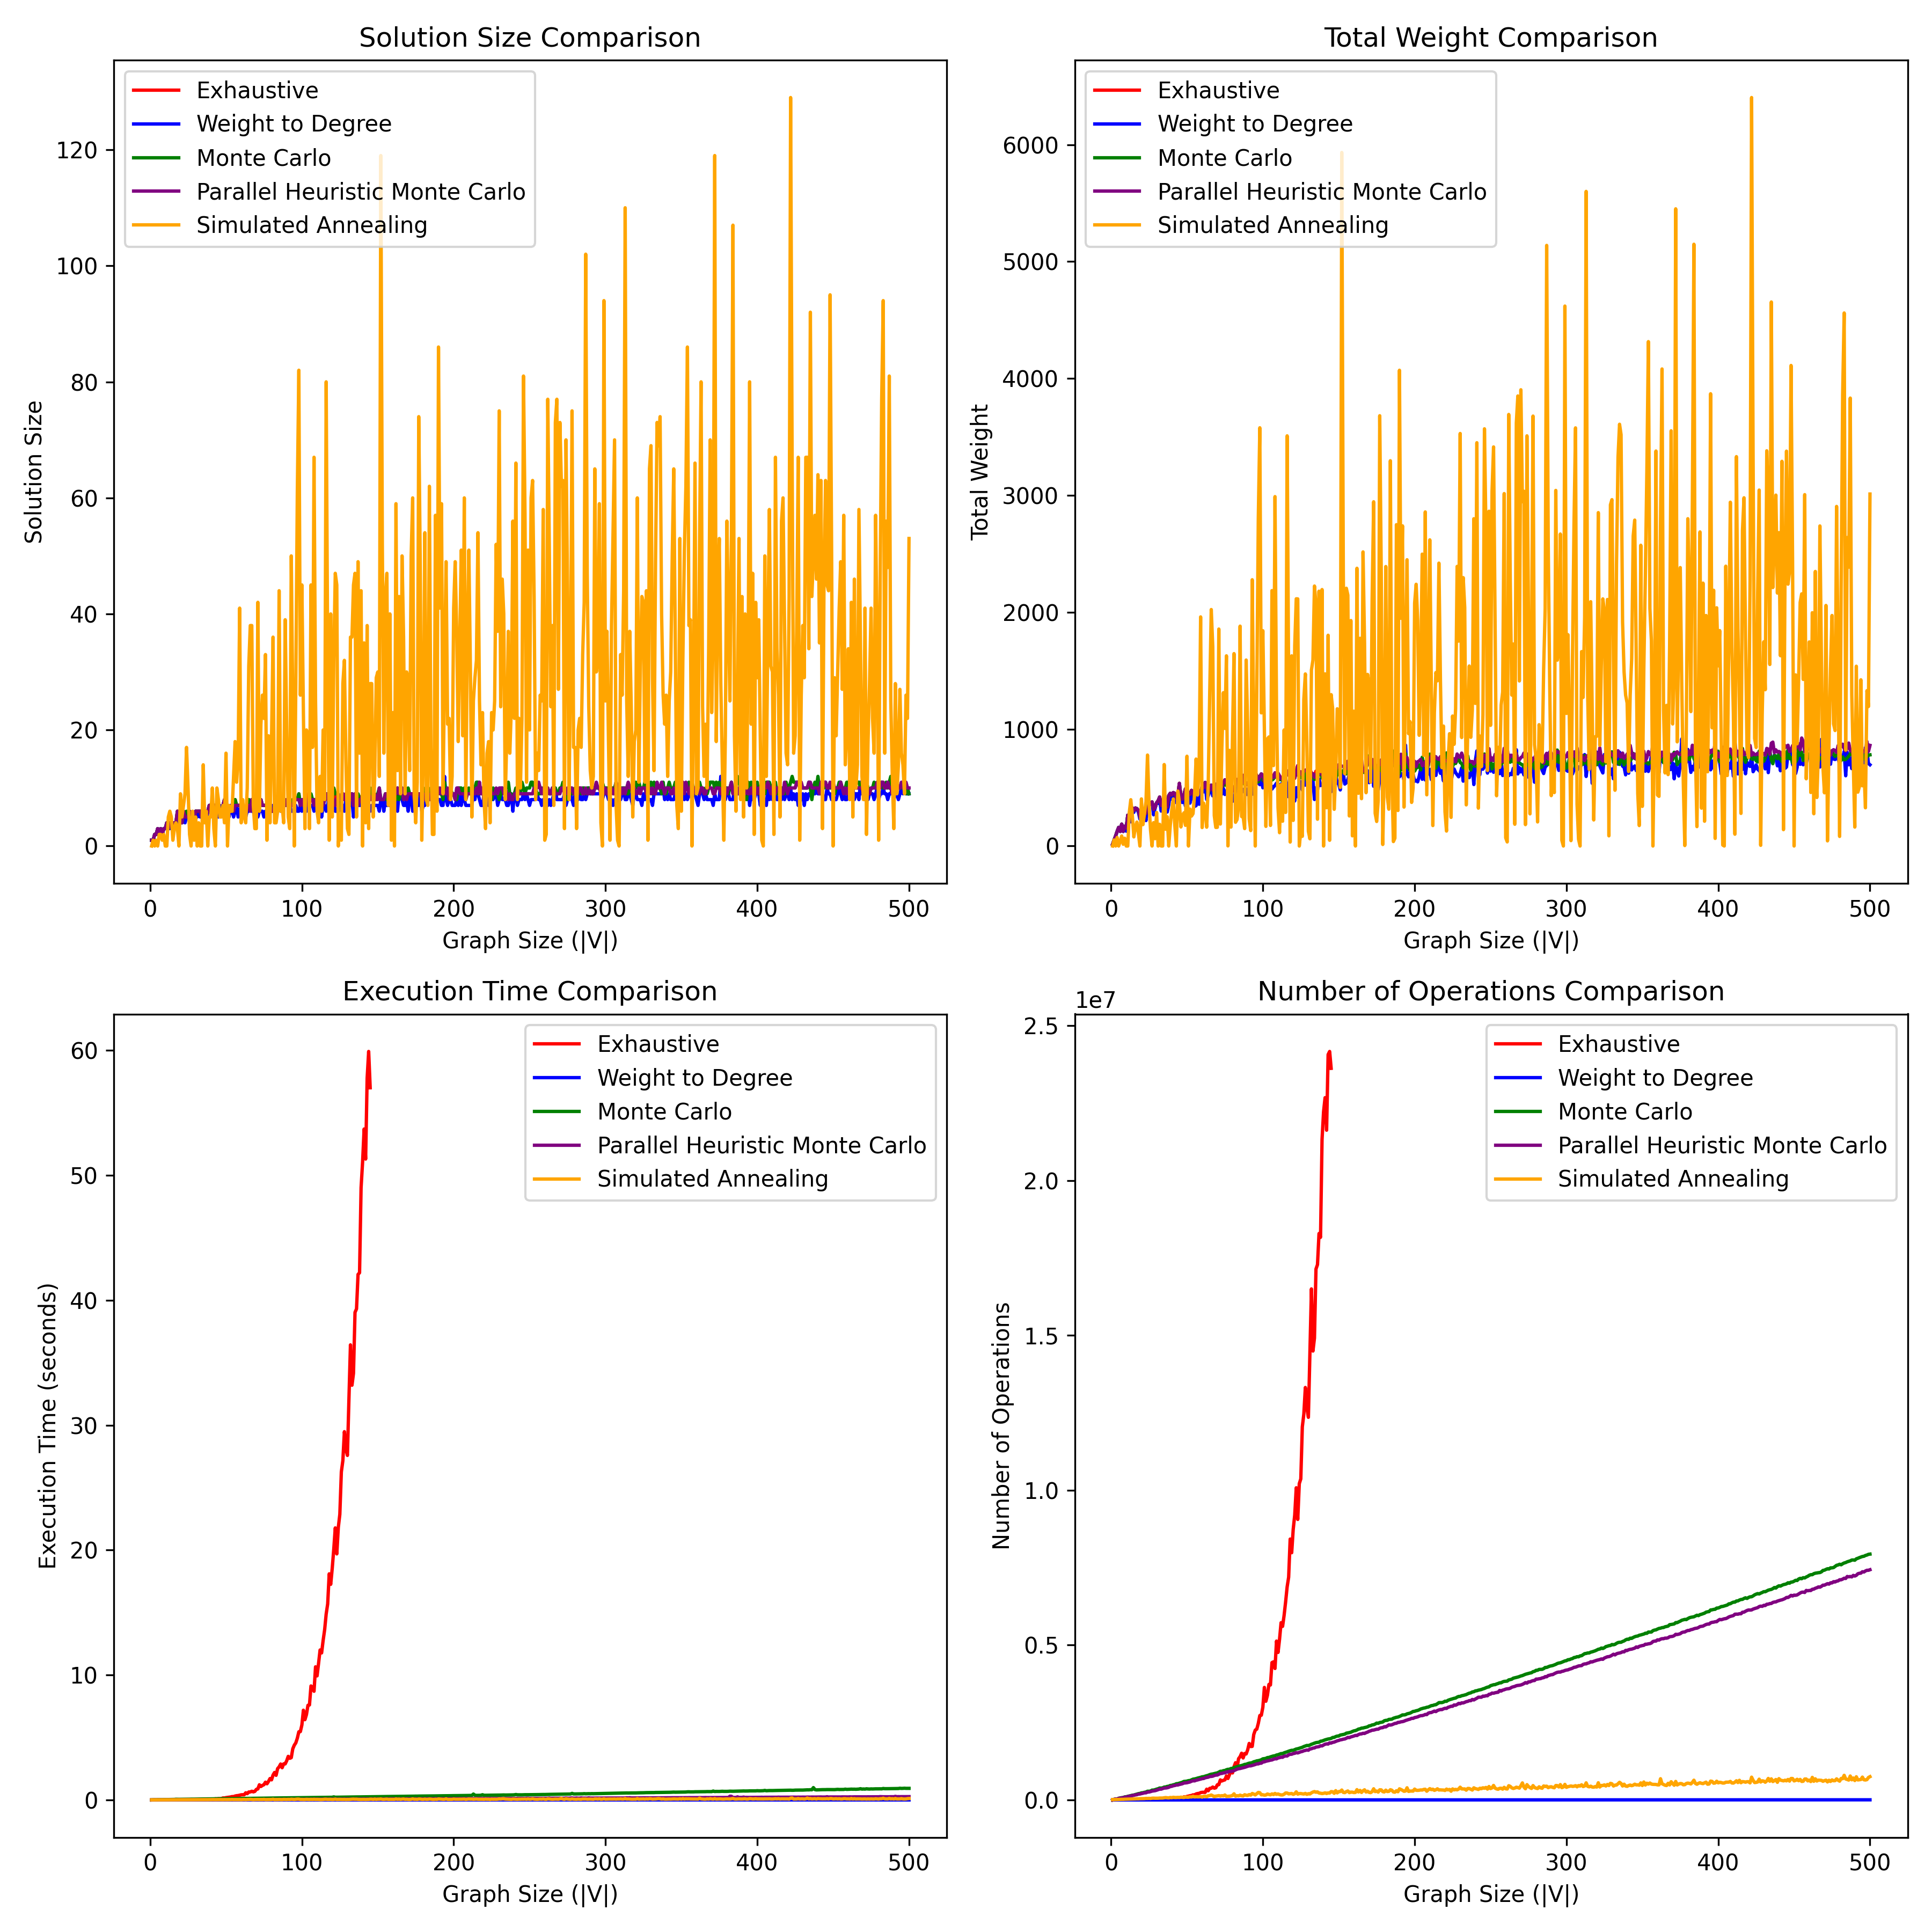 Solution Size Comparison
Exhaustive
Weight to Degree
Monte Carlo
Parallel Heuristic Monte Carlo
Simulated Annealing
120
100
80
60
40
20
0
Solution Size
0 100 200 300 400 500
Graph Size (|V|)
Total Weight Comparison
Exhaustive
Weight to Degree
Monte Carlo
Parallel Heuristic Monte Carlo
Simulated Annealing
6000
5000
4000
3000
2000
1000
0
Total Weight
0 100 200 300 400 500
Graph Size (|V|)
Execution Time Comparison
Exhaustive
Weight to Degree
Monte Carlo
Parallel Heuristic Monte Carlo
Simulated Annealing
60
50
40
30
20
10
0
Execution Time (seconds)
0 100 200 300 400 500
Graph Size (|V|)
Number of Operations Comparison
1e7
Exhaustive
Weight to Degree
Monte Carlo
Parallel Heuristic Monte Carlo
Simulated Annealing
2.5
2.0
1.5
1.0
0.5
0.0
Number of Operations
0 100 200 300 400 500
Graph Size (|V|)